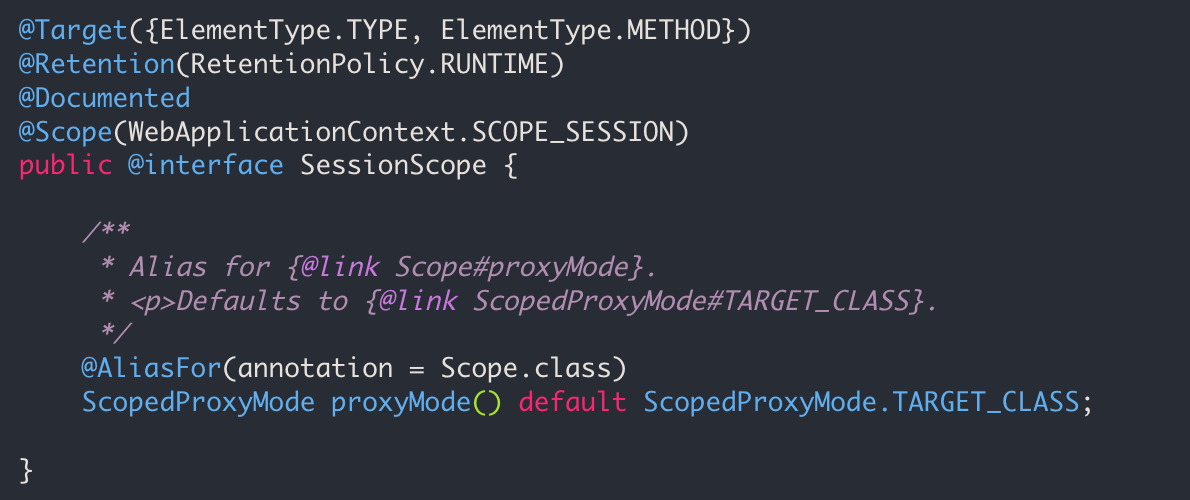 @Target({ElementType.TYPE, ElementType.METHOD})
@Retention(RetentionPolicy.RUNTIME)
@Documented
@Scope(WebApplicationContext.SCOPE_SESSION)
public @interface SessionScope {
/**
* Alias for {@link Scope#proxyMode}.
* <p>Defaults to {@link ScopedProxyMode#TARGET_CLASS}.
*/
@AliasFor(annotation = Scope.class)
ScopedProxyMode proxyMode() default ScopedProxyMode.TARGET_CLASS;
}